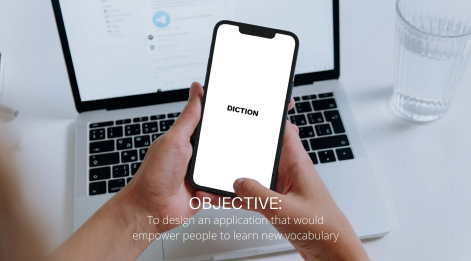 DICTION
OBJECTIVE:
To design an application that would
empower people to learn new vocabulary